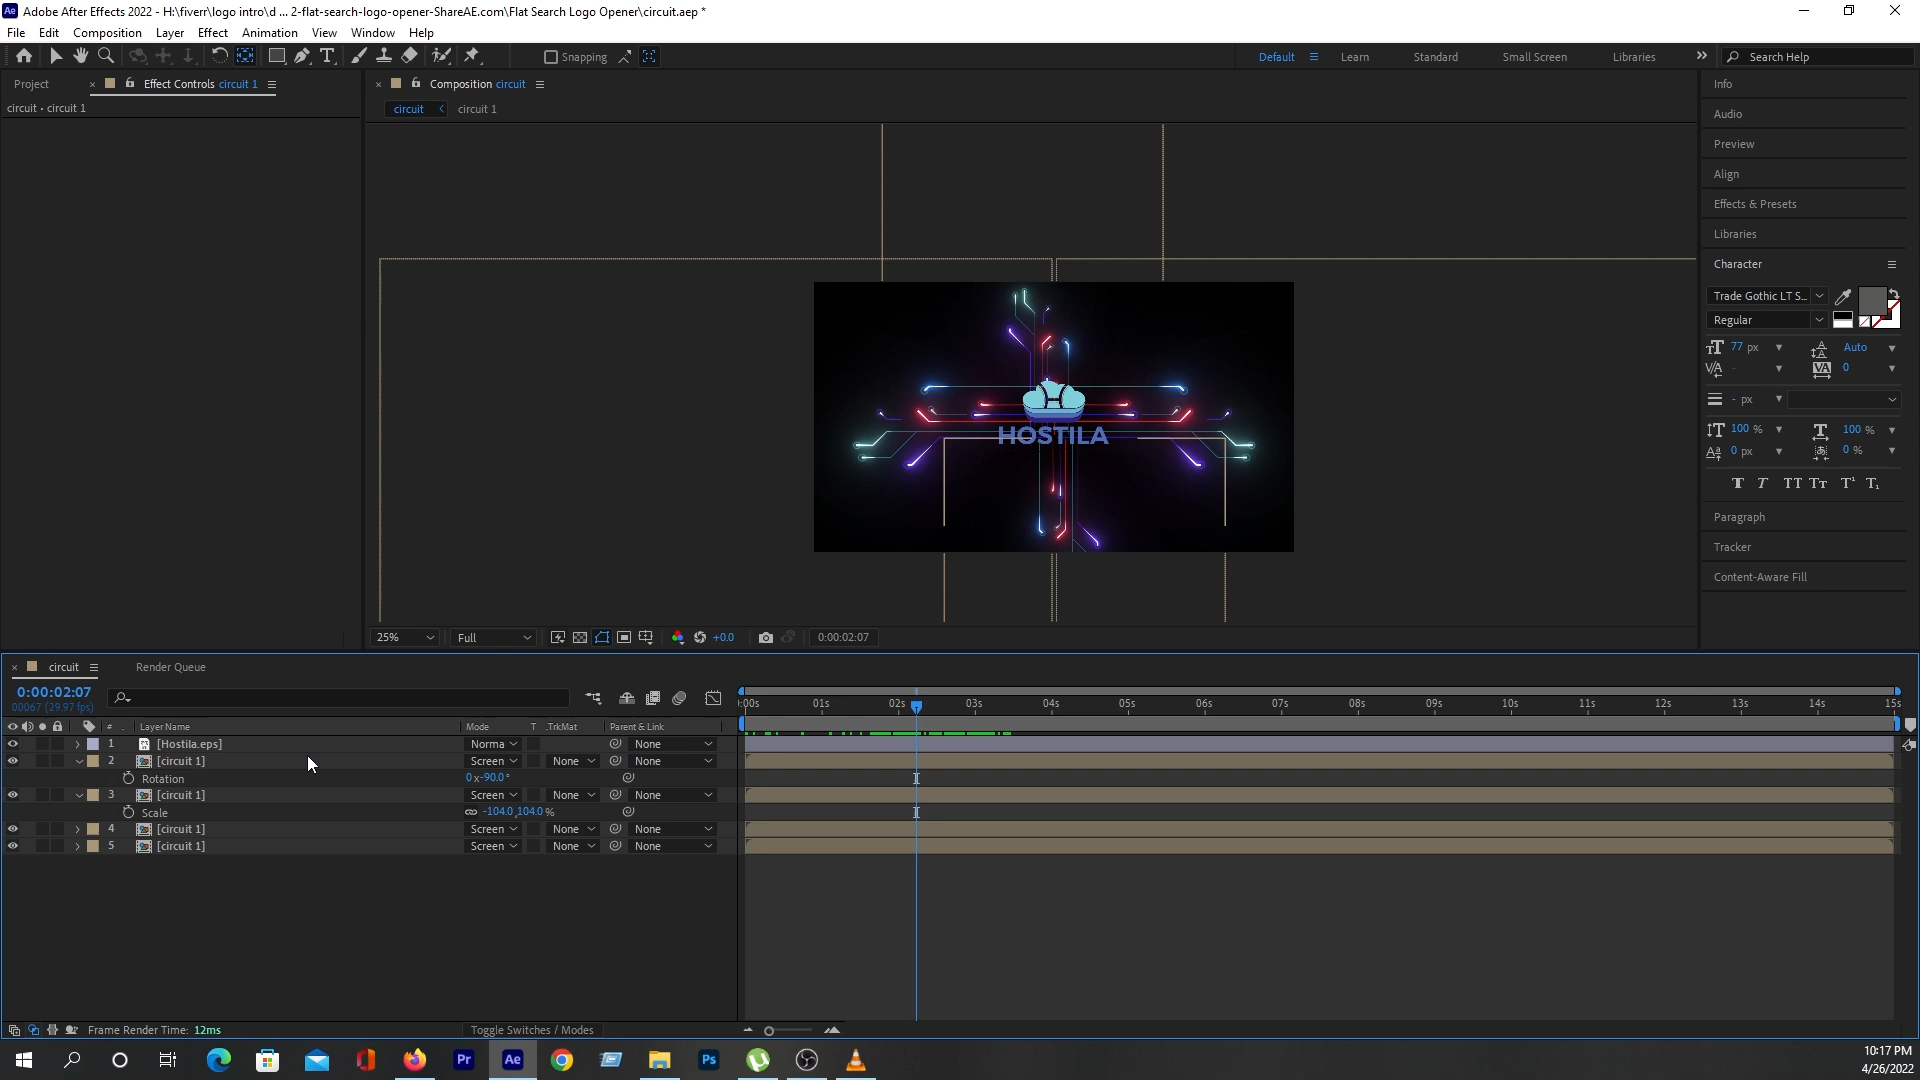 Adobe After Effects 2022 - H:\fiverr\logo intro\d ... 2-flat-search-logo-opener-ShareAE.com\Flat Search Logo Opener\circuit.aep *
File Edit Composition Layer Effect Animation View Window Help
Snapping
Default Learn Standard Small Screen Libraries Search Help
Project Effect Controls circuit 1
circuit • circuit 1
Composition circuit
circuit circuit 1
HOSTILA
25% Full +0.0 0:00:02:07
Info
Audio
Preview
Align
Effects & Presets
Libraries
Character
Trade Gothic LT S...
Regular
77 px Auto
0
- px
100 % 100 %
0 px 0 %
T T TT Tt T¹ T₁
Paragraph
Tracker
Content-Aware Fill
circuit Render Queue
0:00:02:07
00067 (29.97 fps)
:00s 01s 02s 03s 04s 05s 06s 07s 08s 09s 10s 11s 12s 13s 14s 15s
# . Layer Name Mode T .TrkMat Parent & Link
1 [Hostila.eps] Norma None
2 [circuit 1] Screen None None
Rotation 0x-90.0°
3 [circuit 1] Screen None None
Scale -104.0,104.0%
4 [circuit 1] Screen None None
5 [circuit 1] Screen None None
Frame Render Time: 12ms Toggle Switches / Modes
Ae Pr Ps
10:17 PM
4/26/2022